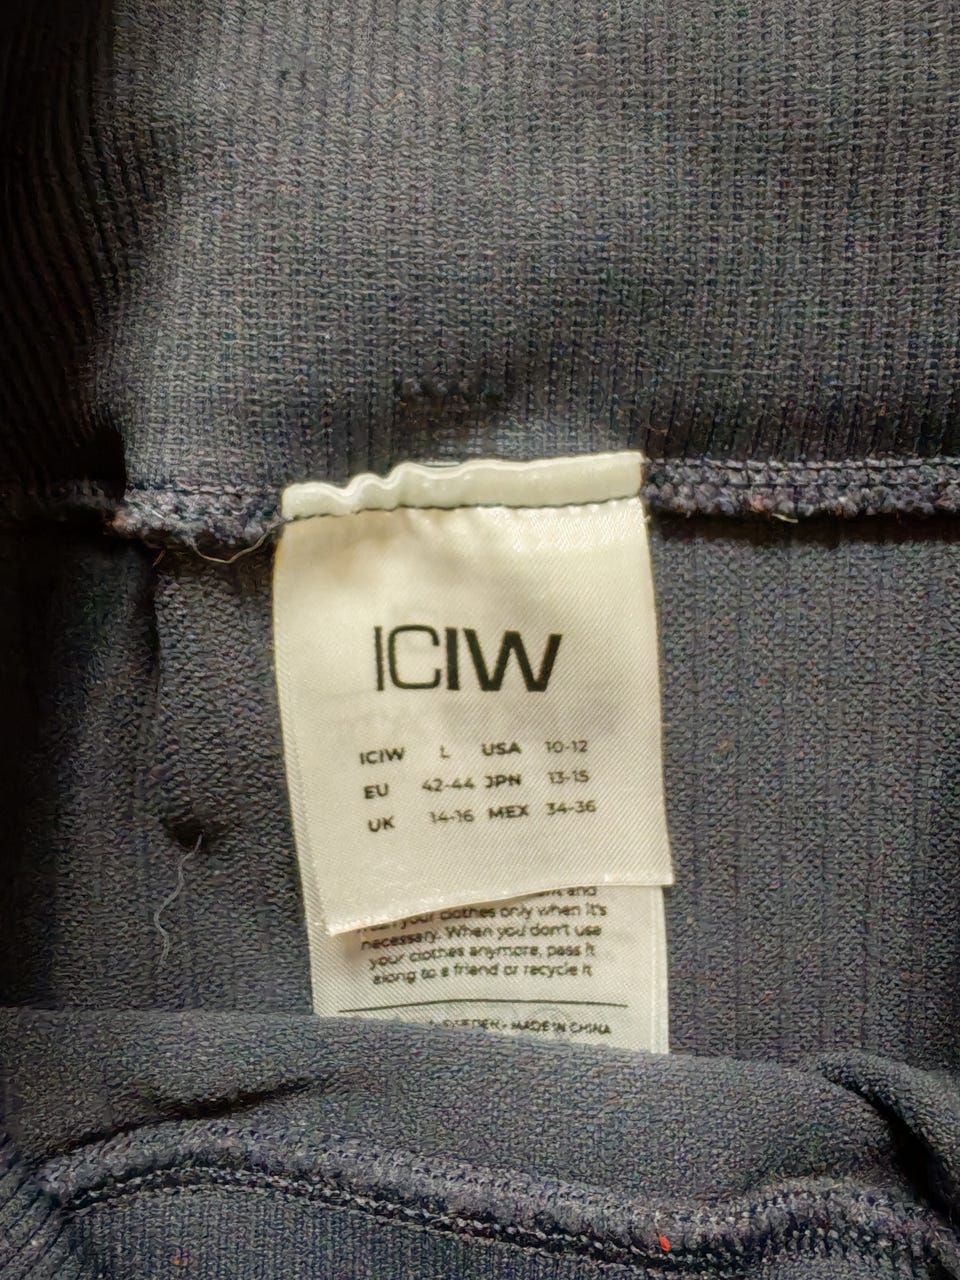 ICIW
ICIW L USA 10-12
EU 42-44 JPN 13-15
UK 14-16 MEX 34-36
and
your clothes only when it's
necessary. When you don't use
your clothes anymore, pass it
along to a friend or recycle it
SWEDEN • MADE IN CHINA